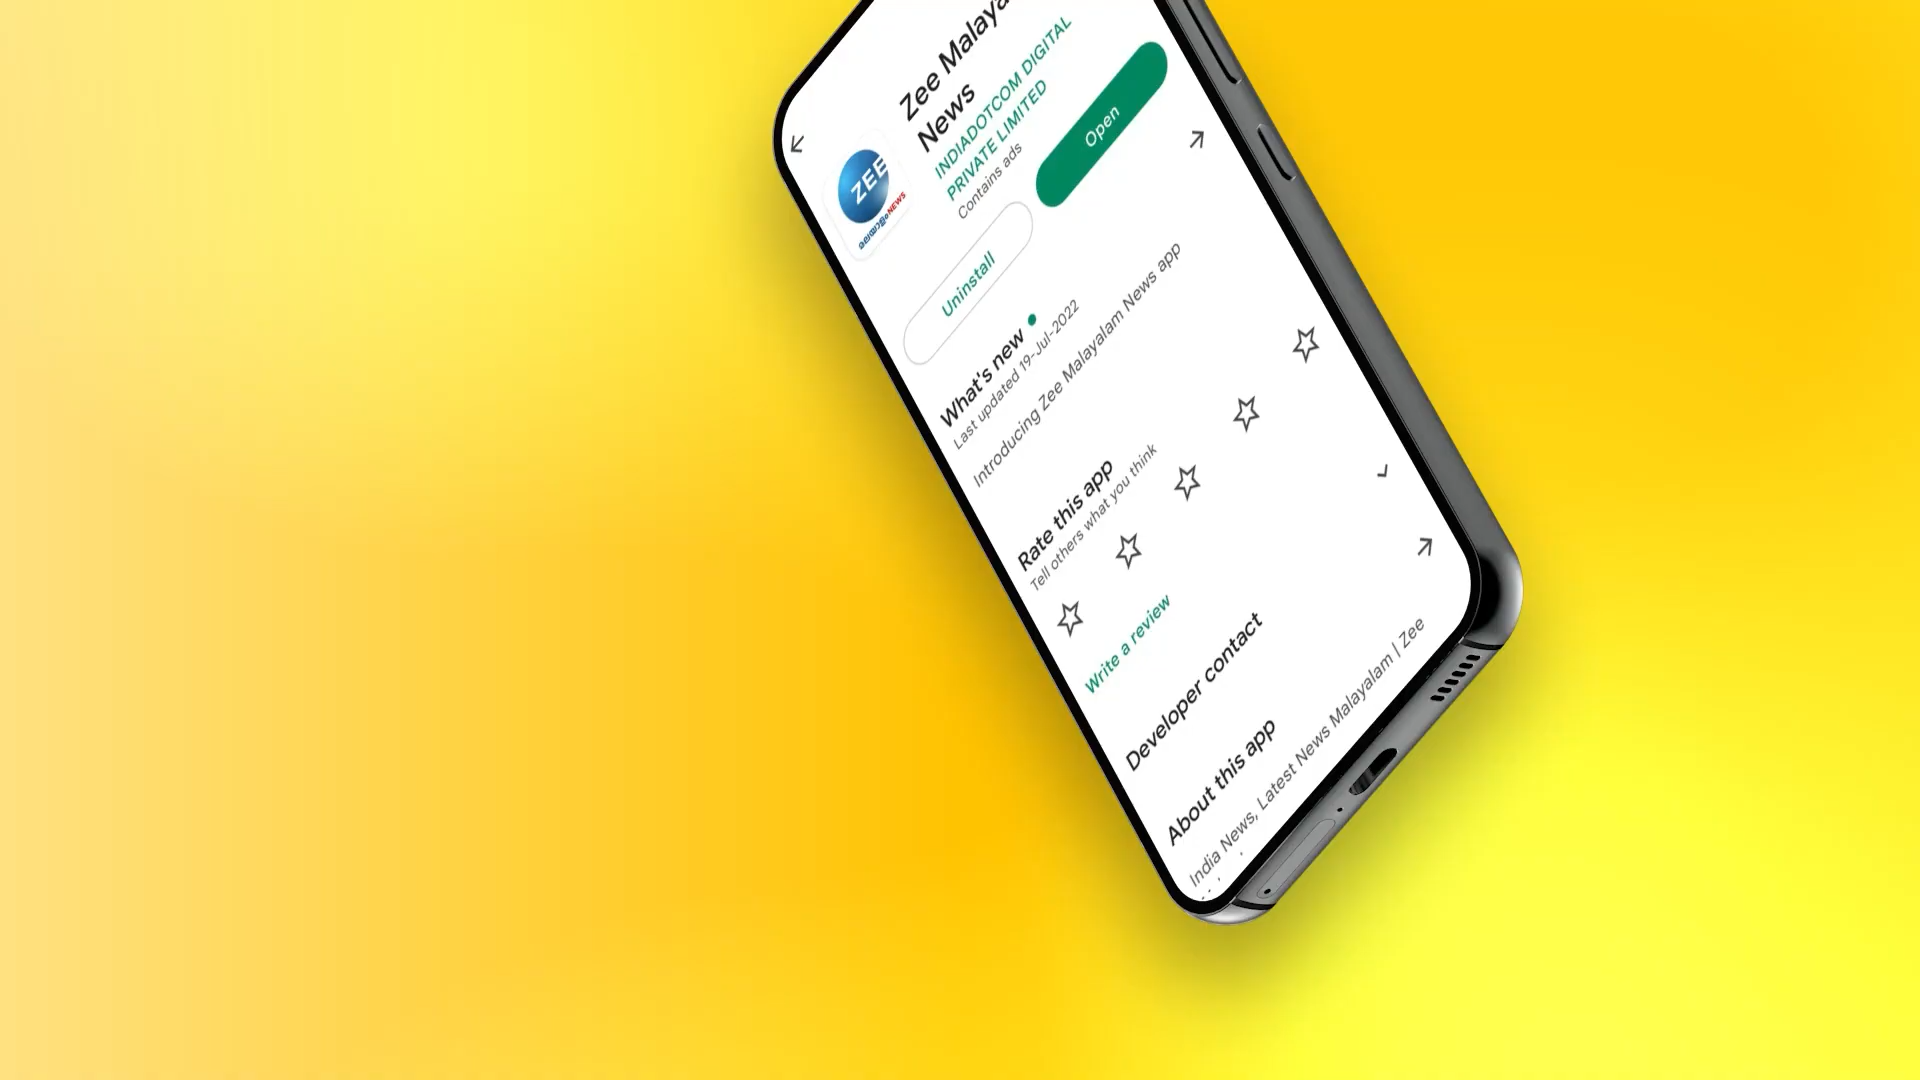 Zee Malaya
News
INDIADOTCOM DIGITAL
PRIVATE LIMITED
Contains ads
ZEE
മലയാളം NEWS
Uninstall
Open
What's new
Last updated 19-Jul-2022
Introducing Zee Malayalam News app
Rate this app
Tell others what you think
Write a review
Developer contact
About this app
India News, Latest News Malayalam | Zee